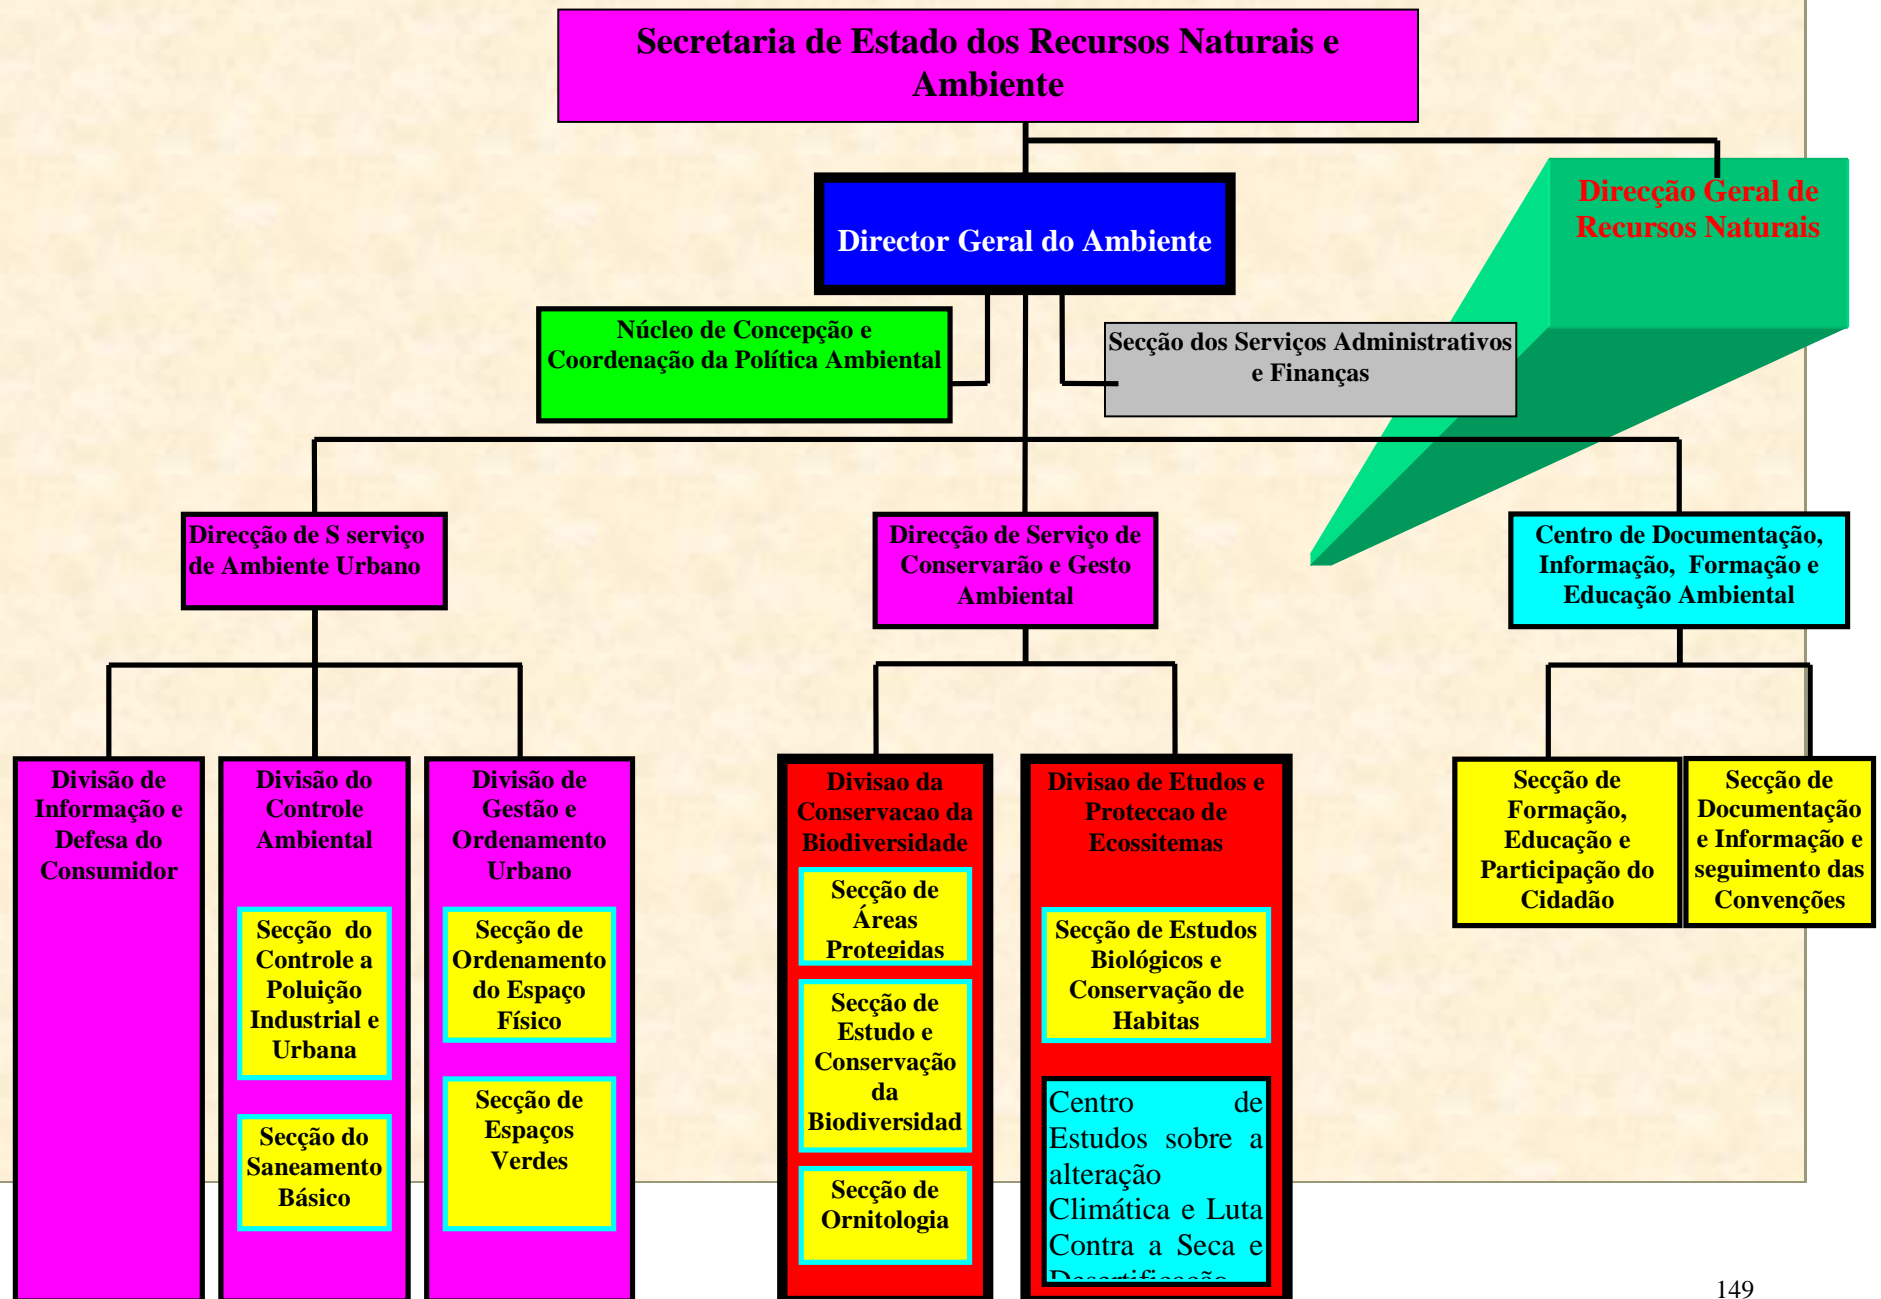 Secretaria de Estado dos Recursos Naturais e
Ambiente
Direcção Geral de
Recursos Naturais
Director Geral do Ambiente
Núcleo de Concepção e
Coordenação da Política Ambiental
Secção dos Serviços Administrativos
e Finanças
Direcção de S serviço
de Ambiente Urbano
Direcção de Serviço de
Conservarão e Gesto
Ambiental
Centro de Documentação,
Informação, Formação e
Educação Ambiental
Divisão de
Informação e
Defesa do
Consumidor
Divisão do
Controle
Ambiental
Secção do
Controle a
Poluição
Industrial e
Urbana
Secção do
Saneamento
Básico
Divisão de
Gestão e
Ordenamento
Urbano
Secção de
Ordenamento
do Espaço
Físico
Secção de
Espaços
Verdes
Divisao da
Conservacao da
Biodiversidade
Secção de
Áreas
Protegidas
Secção de
Estudo e
Conservação
da
Biodiversidad
Secção de
Ornitologia
Divisao de Etudos e
Proteccao de
Ecossitemas
Secção de Estudos
Biológicos e
Conservação de
Habitas
Centro de
Estudos sobre a
alteração
Climática e Luta
Contra a Seca e
Desertificação
Secção de
Formação,
Educação e
Participação do
Cidadão
Secção de
Documentação
e Informação e
seguimento das
Convenções
149